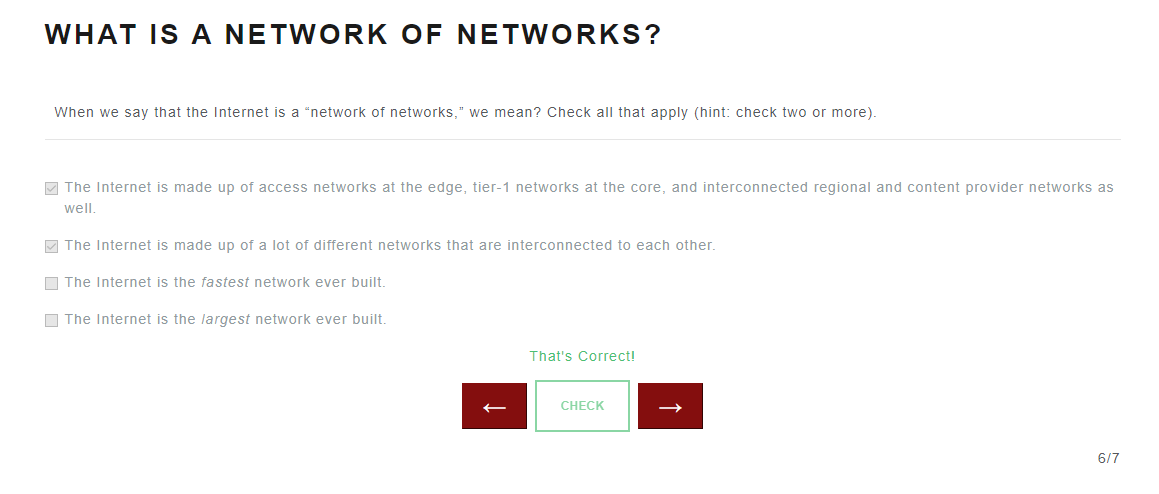 WHAT IS A NETWORK OF NETWORKS?
When we say that the Internet is a “network of networks,” we mean? Check all that apply (hint: check two or more).
The Internet is made up of access networks at the edge, tier-1 networks at the core, and interconnected regional and content provider networks as
well.
The Internet is made up of a lot of different networks that are interconnected to each other.
The Internet is the fastest network ever built.
The Internet is the largest network ever built.
That's Correct!
← CHECK →
6/7